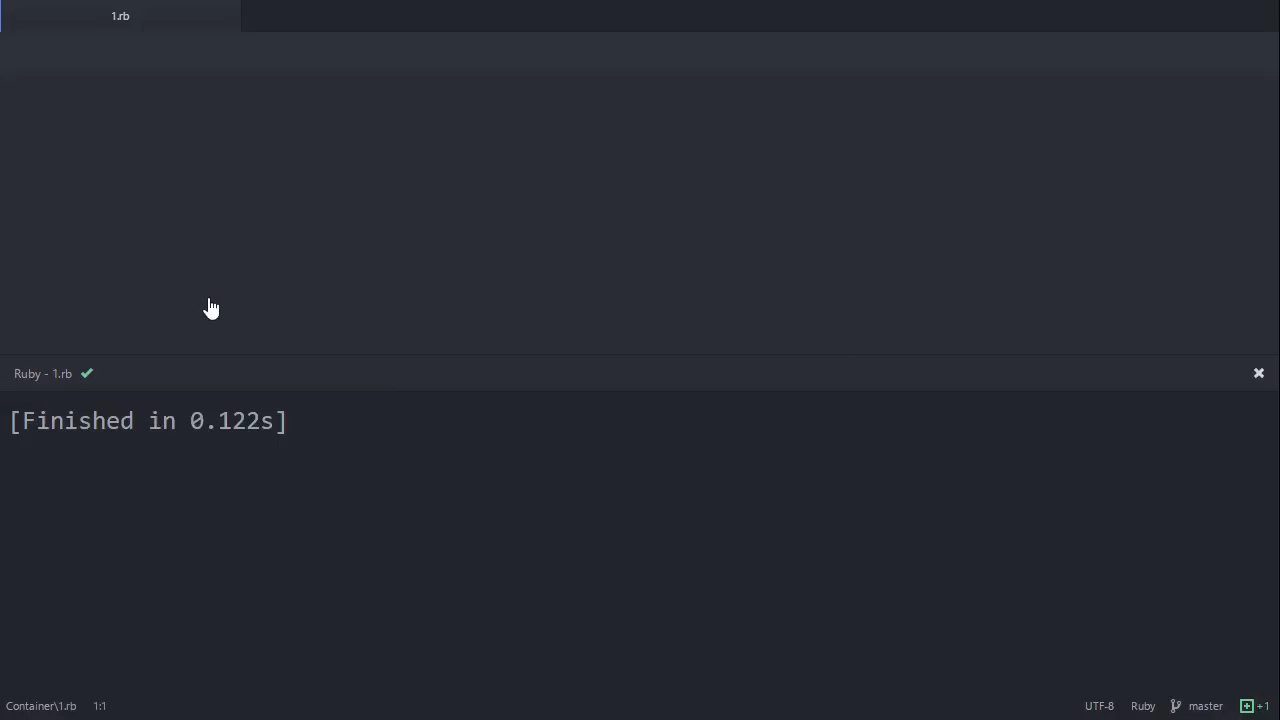 1.rb
Ruby - 1.rb
[Finished in 0.122s]
Container\1.rb 1:1 UTF-8 Ruby master +1